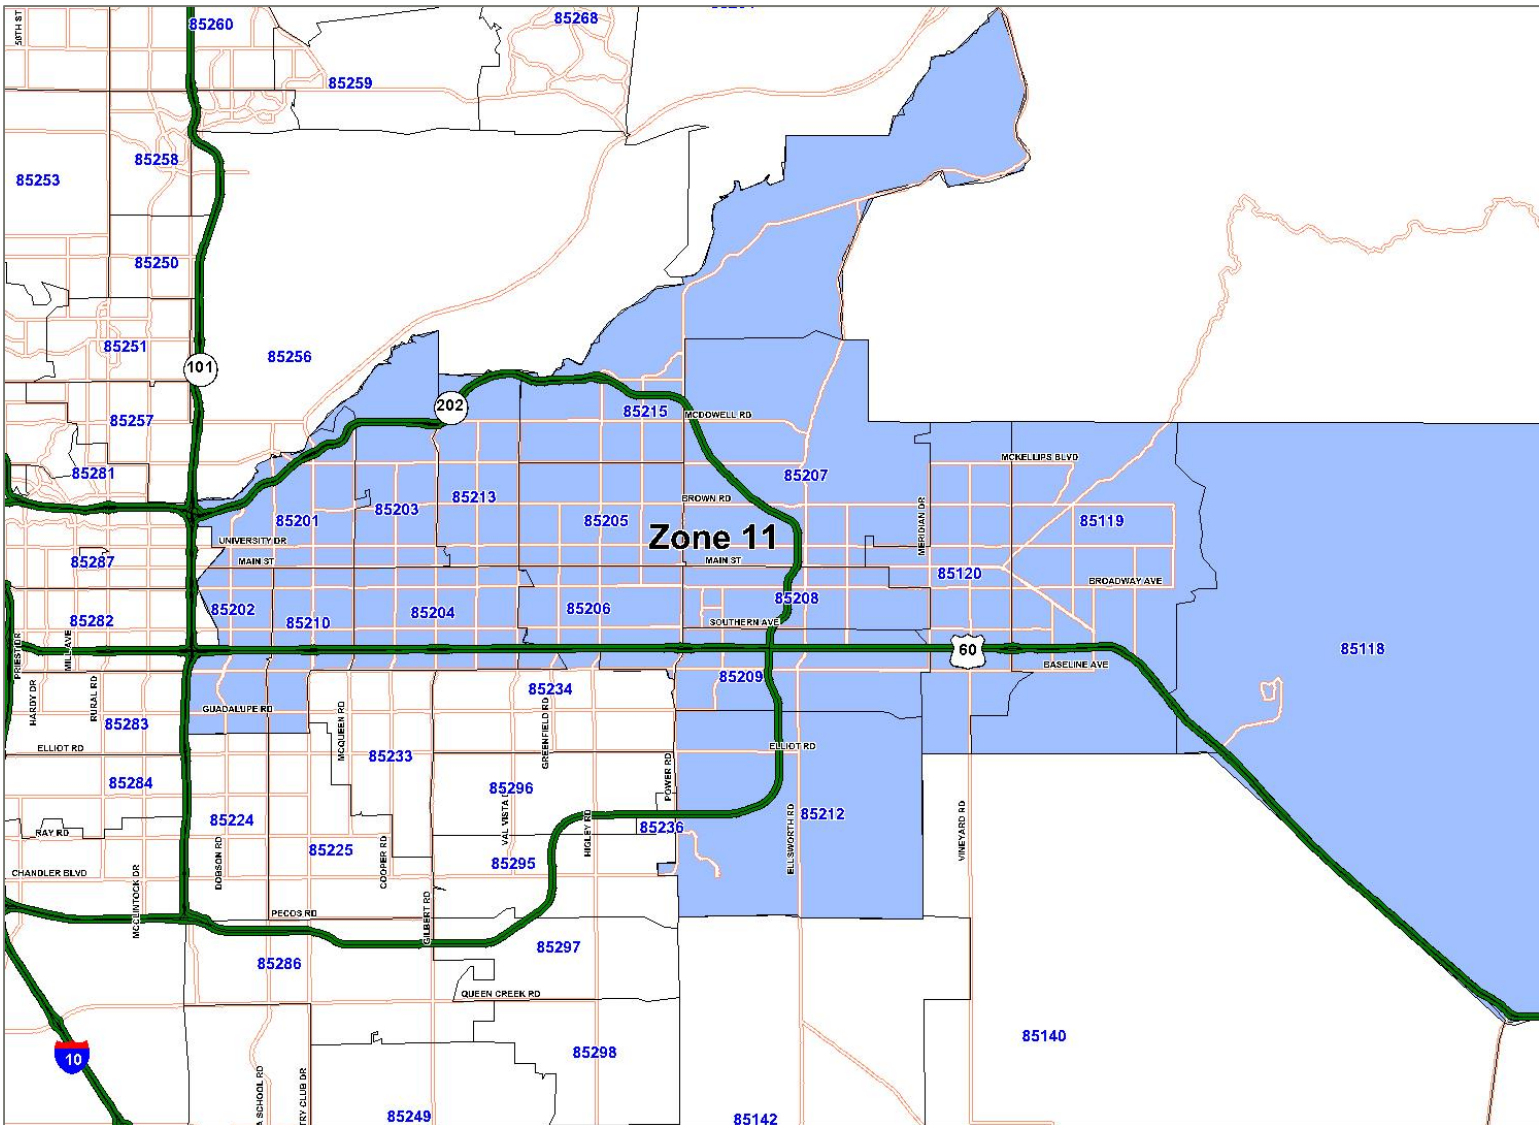 50TH ST
85260
85268
85259
85258
85253
85250
85251
85256
101
202
85257
85215
MCDOWELL RD
MCKELLIPS BLVD
85281
85207
85213
BROWN RD
85203
85201
85205
Zone 11
MERIDIAN DR
85119
UNIVERSITY DR
85287
MAIN ST
MAIN ST
85120
BROADWAY AVE
85202
85210
85204
85206
85208
85282
SOUTHERN AVE
PRIEST DR
MILL AVE
60
85118
BASELINE AVE
85209
85234
HARDY DR
RURAL RD
GUADALUPE RD
MCQUEEN RD
GREENFIELD RD
85283
ELLIOT RD
ELLIOT RD
85233
POWER RD
85284
85296
VAL VISTA D
85212
ELLSWORTH RD
85224
85236
HIGLEY RD
VINEYARD RD
RAY RD
DOBSON RD
85225
COOPER RD
85295
CHANDLER BLVD
MCCLINTOCK DR
PECOS RD
GILBERT RD
85297
85286
QUEEN CREEK RD
10
85298
85140
A SCHOOL RD
TRY CLUB DR
85249
85142